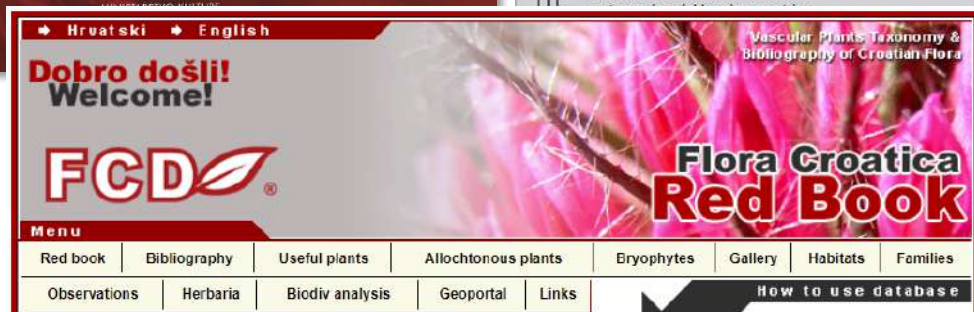 Hrvatski English
Vascular Plants Taxonomy &
Bibliography of Croatian Flora
Dobro došli!
Welcome!
FCD ®
Flora Croatica
Red Book
Menu
Red book Bibliography Useful plants Allochtonous plants Bryophytes Gallery Habitats Families
Observations Herbaria Biodiv analysis Geoportal Links
How to use database